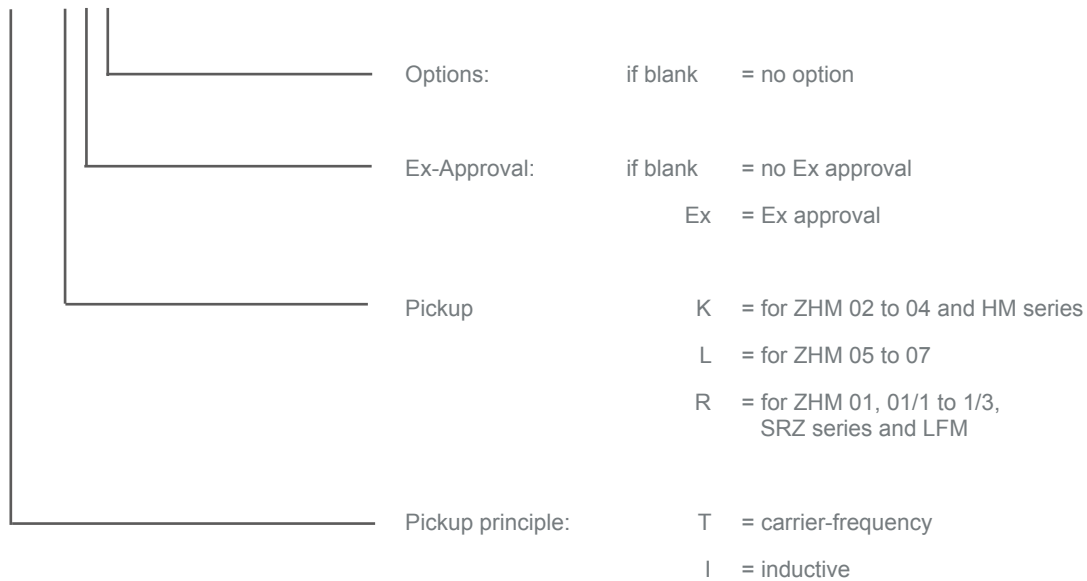 Options: if blank = no option
Ex-Approval: if blank = no Ex approval
Ex = Ex approval
Pickup K = for ZHM 02 to 04 and HM series
L = for ZHM 05 to 07
R = for ZHM 01, 01/1 to 1/3,
SRZ series and LFM
Pickup principle: T = carrier-frequency
I = inductive